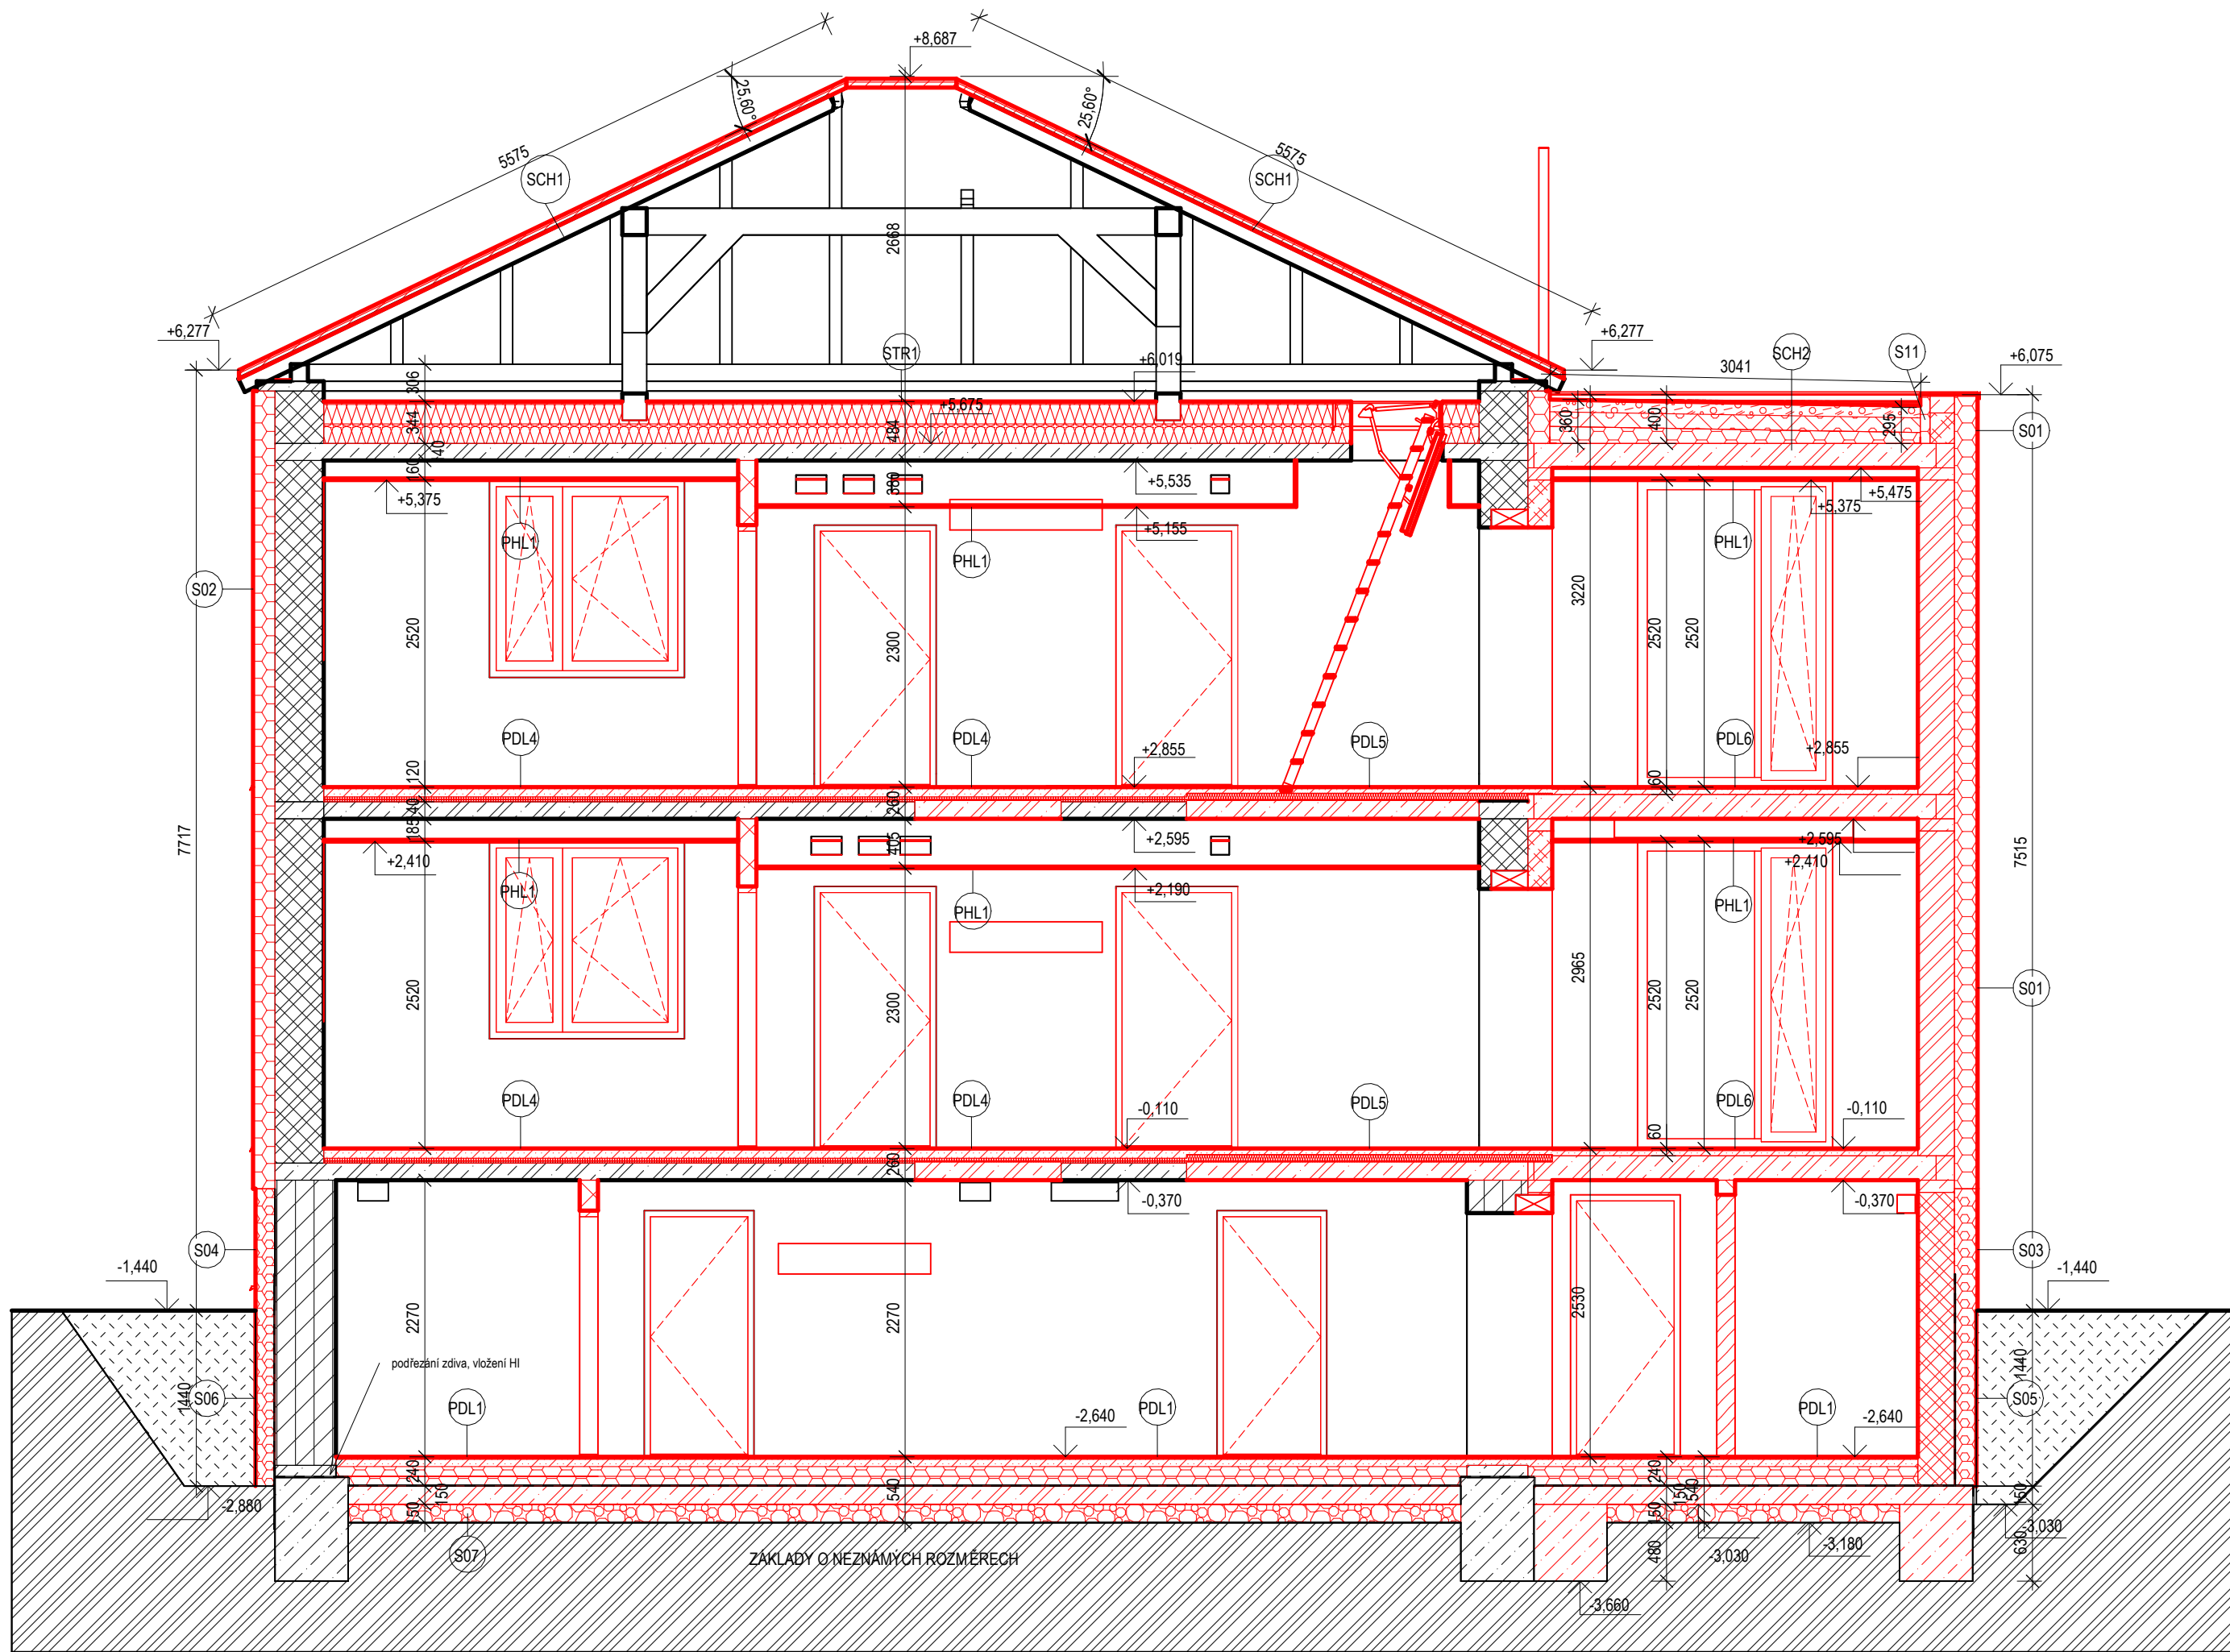 +8,687
25,60°
25,60°
5575
5575
SCH1
SCH1
2668
+6,277
+6,277
STR1
+6,019
SCH2
S11
+6,075
3041
306
344
+5,675
484
360
400
295
S01
140
160
380
+5,535
+5,375
+5,475
+5,375
+5,155
PHL1
PHL1
PHL1
S02
3220
2520
2300
2520
2520
PDL4
PDL4
PDL5
PDL6
+2,855
+2,855
120
260
60
140
185
405
+2,595
+2,595
+2,410
+2,410
7717
7515
+2,190
PHL1
PHL1
PHL1
2965
S01
2520
2300
2520
2520
PDL4
PDL4
PDL5
PDL6
-0,110
-0,110
260
60
-0,370
-0,370
S04
S03
-1,440
-1,440
2270
2270
2530
podřezání zdiva, vložení HI
1440
1440
S06
S05
PDL1
PDL1
PDL1
-2,640
-2,640
240
150
150
540
240
150
540
150
150
-2,880
-3,030
-3,030
-3,180
630
480
S07
ZÁKLADY O NEZNÁMÝCH ROZMĚRECH
-3,660